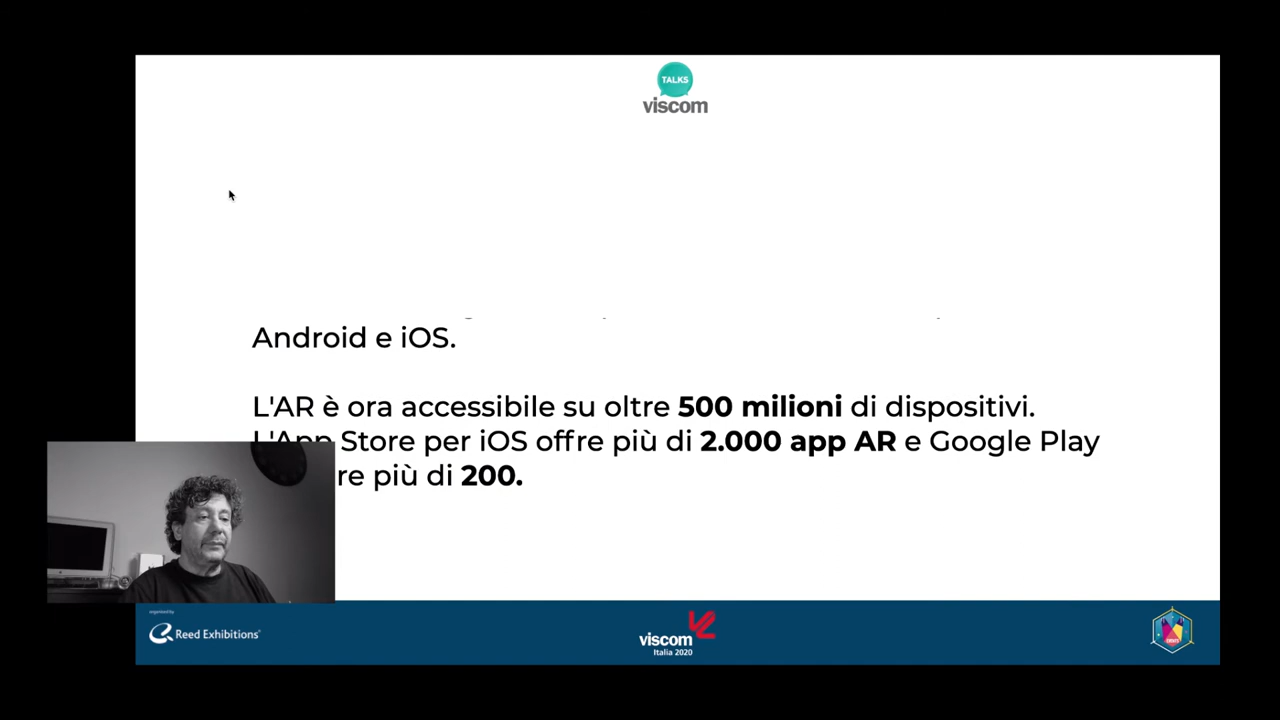 TALKS
viscom
Android e iOS.
L'AR è ora accessibile su oltre 500 milioni di dispositivi.
L'App Store per iOS offre più di 2.000 app AR e Google Play
re più di 200.
organised by
Reed Exhibitions
viscom
Italia 2020